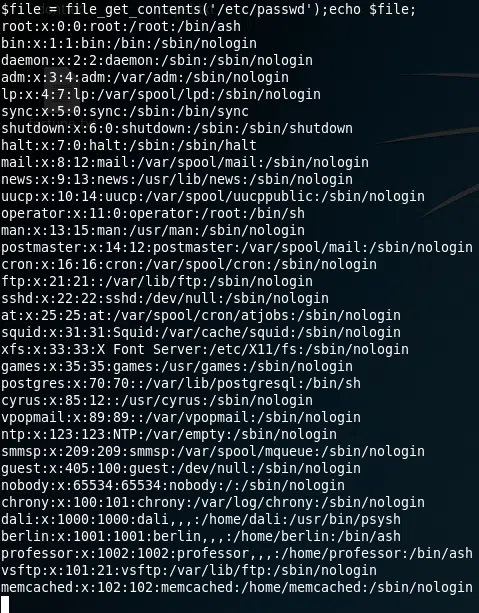 $file = file_get_contents('/etc/passwd');echo $file;
root:x:0:0:root:/root:/bin/ash
bin:x:1:1:bin:/bin:/sbin/nologin
daemon:x:2:2:daemon:/sbin:/sbin/nologin
adm:x:3:4:adm:/var/adm:/sbin/nologin
lp:x:4:7:lp:/var/spool/lpd:/sbin/nologin
sync:x:5:0:sync:/sbin:/bin/sync
shutdown:x:6:0:shutdown:/sbin:/sbin/shutdown
halt:x:7:0:halt:/sbin:/sbin/halt
mail:x:8:12:mail:/var/spool/mail:/sbin/nologin
news:x:9:13:news:/usr/lib/news:/sbin/nologin
uucp:x:10:14:uucp:/var/spool/uucppublic:/sbin/nologin
operator:x:11:0:operator:/root:/bin/sh
man:x:13:15:man:/usr/man:/sbin/nologin
postmaster:x:14:12:postmaster:/var/spool/mail:/sbin/nologin
cron:x:16:16:cron:/var/spool/cron:/sbin/nologin
ftp:x:21:21::/var/lib/ftp:/sbin/nologin
sshd:x:22:22:sshd:/dev/null:/sbin/nologin
at:x:25:25:at:/var/spool/cron/atjobs:/sbin/nologin
squid:x:31:31:Squid:/var/cache/squid:/sbin/nologin
xfs:x:33:33:X Font Server:/etc/X11/fs:/sbin/nologin
games:x:35:35:games:/usr/games:/sbin/nologin
postgres:x:70:70::/var/lib/postgresql:/bin/sh
cyrus:x:85:12::/usr/cyrus:/sbin/nologin
vpopmail:x:89:89::/var/vpopmail:/sbin/nologin
ntp:x:123:123:NTP:/var/empty:/sbin/nologin
smmsp:x:209:209:smmsp:/var/spool/mqueue:/sbin/nologin
guest:x:405:100:guest:/dev/null:/sbin/nologin
nobody:x:65534:65534:nobody:/:/sbin/nologin
chrony:x:100:101:chrony:/var/log/chrony:/sbin/nologin
dali:x:1000:1000:dali,,,:/home/dali:/usr/bin/psysh
berlin:x:1001:1001:berlin,,,:/home/berlin:/bin/ash
professor:x:1002:1002:professor,,,:/home/professor:/bin/ash
vsftp:x:101:21:vsftp:/var/lib/ftp:/sbin/nologin
memcached:x:102:102:memcached:/home/memcached:/sbin/nologin